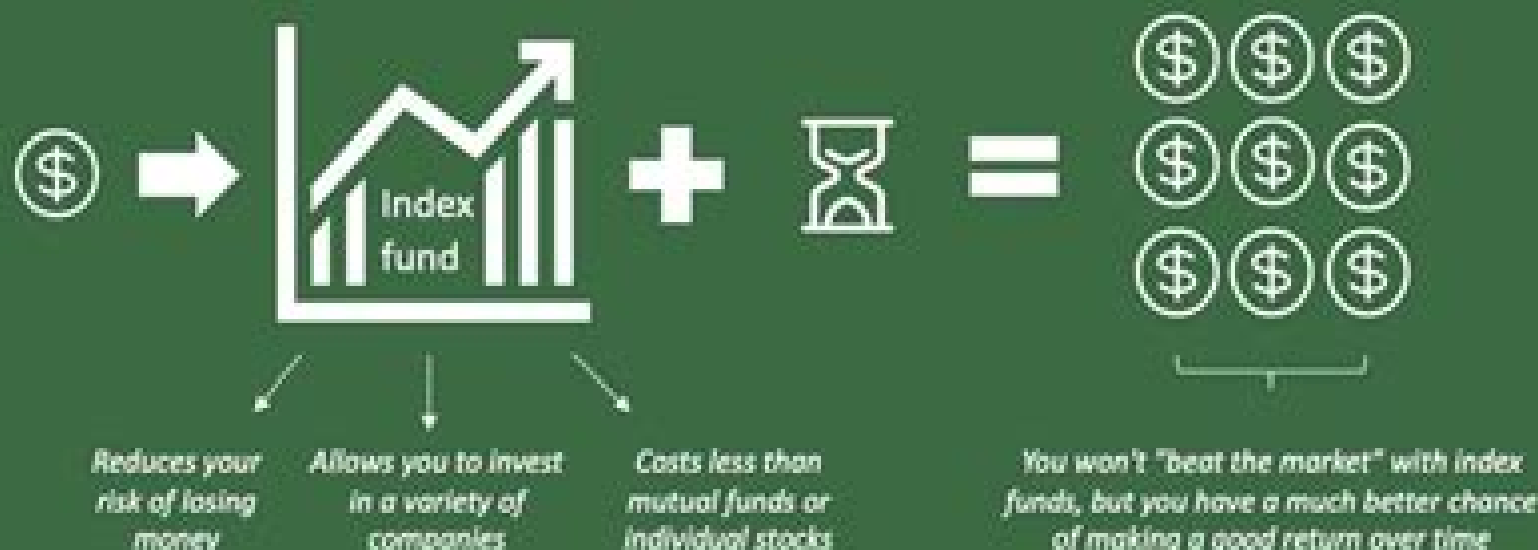 Index
fund
Reduces your
risk of losing
money
Allows you to invest
in a variety of
companies
Costs less than
mutual funds or
individual stocks
You won't "beat the market" with index
funds, but you have a much better chance
of making a good return over time